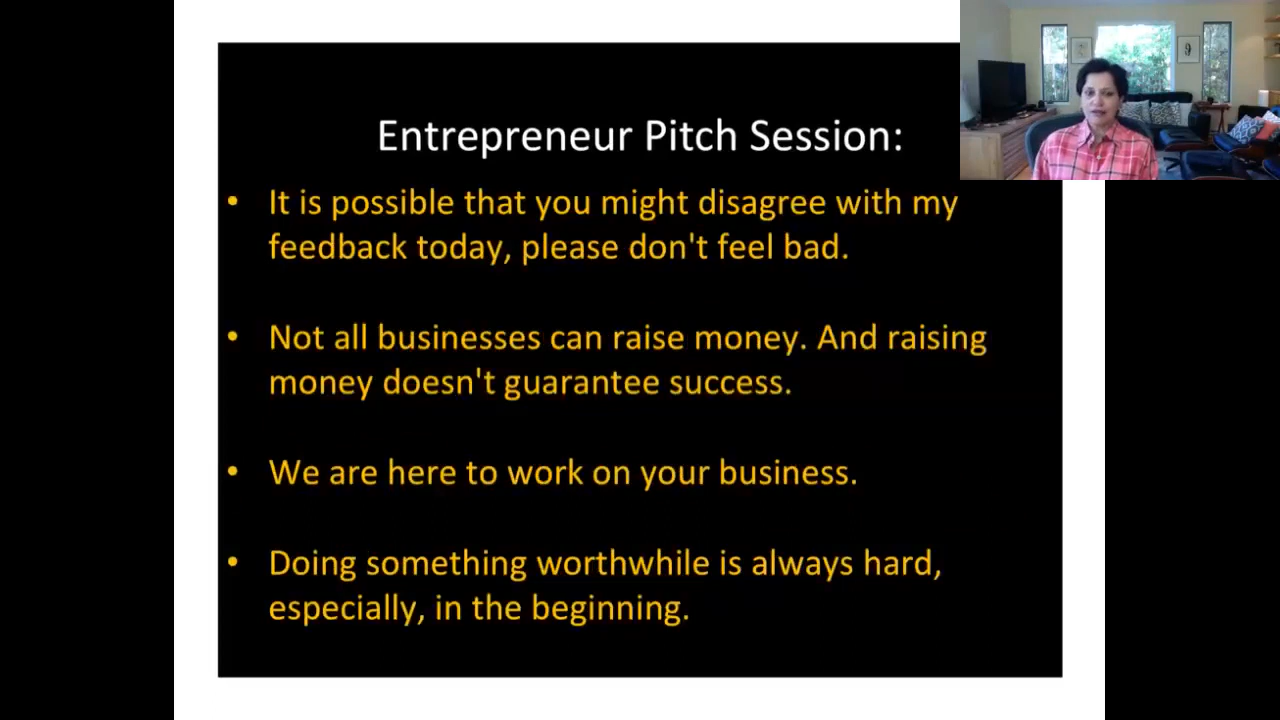 Entrepreneur Pitch Session:
• It is possible that you might disagree with my
feedback today, please don't feel bad.
• Not all businesses can raise money. And raising
money doesn't guarantee success.
• We are here to work on your business.
• Doing something worthwhile is always hard,
especially, in the beginning.